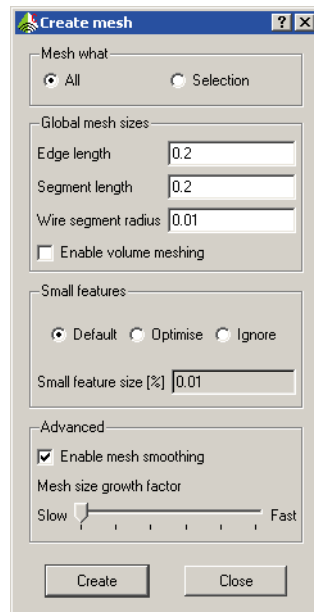 Create mesh
Mesh what
All Selection
Global mesh sizes
Edge length 0.2
Segment length 0.2
Wire segment radius 0.01
Enable volume meshing
Small features
Default Optimise Ignore
Small feature size [%] 0.01
Advanced
Enable mesh smoothing
Mesh size growth factor
Slow Fast
Create Close